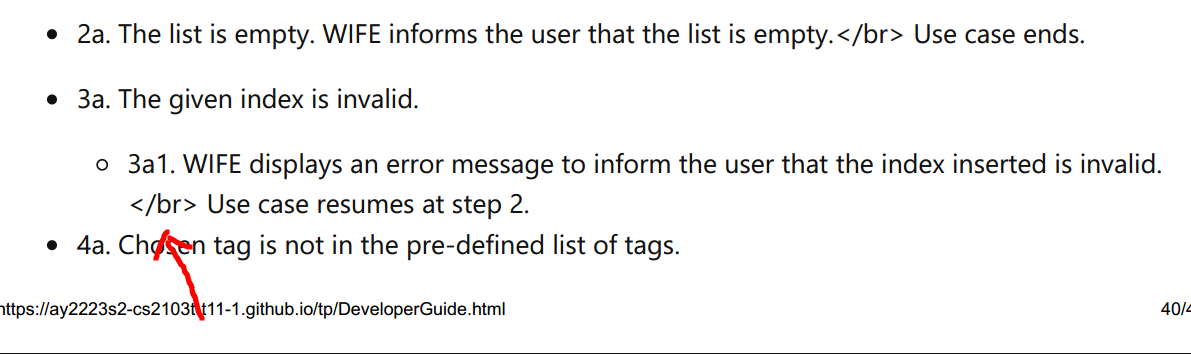 2a. The list is empty. WIFE informs the user that the list is empty.</br> Use case ends.
3a. The given index is invalid.
3a1. WIFE displays an error message to inform the user that the index inserted is invalid.
</br> Use case resumes at step 2.
4a. Chosen tag is not in the pre-defined list of tags.
https://ay2223s2-cs2103t-t11-1.github.io/tp/DeveloperGuide.html 40/4